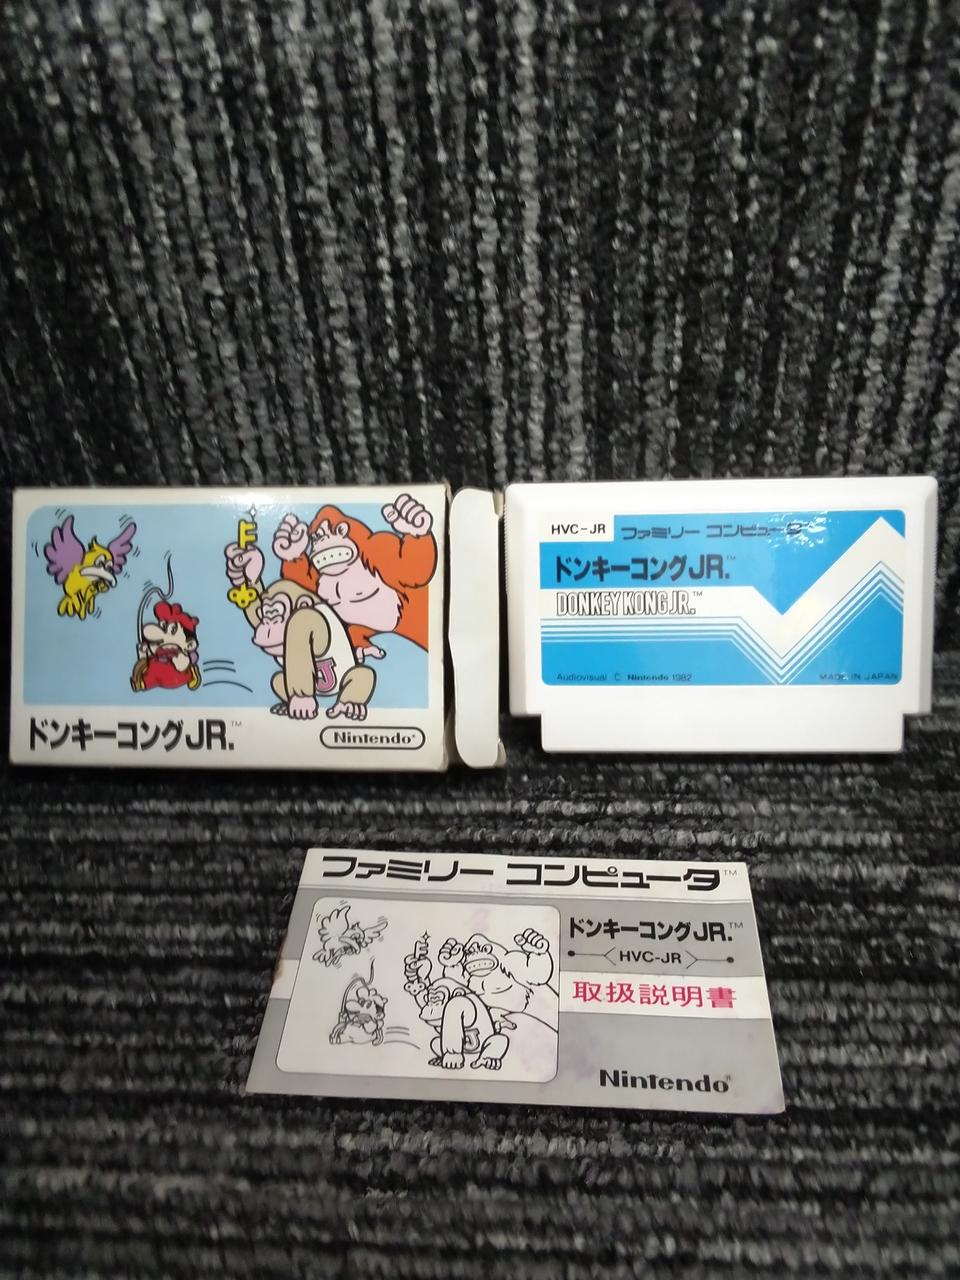 ドンキーコングJR.™
Nintendo®
J
HVC-JR ファミリー コンピュータ
ドンキーコングJR.™
DONKEY KONG JR.™
Audiovisual © Nintendo 1982
MADE IN JAPAN
ファミリー コンピュータ™
ドンキーコングJR.™
HVC-JR
取扱説明書
Nintendo®
J